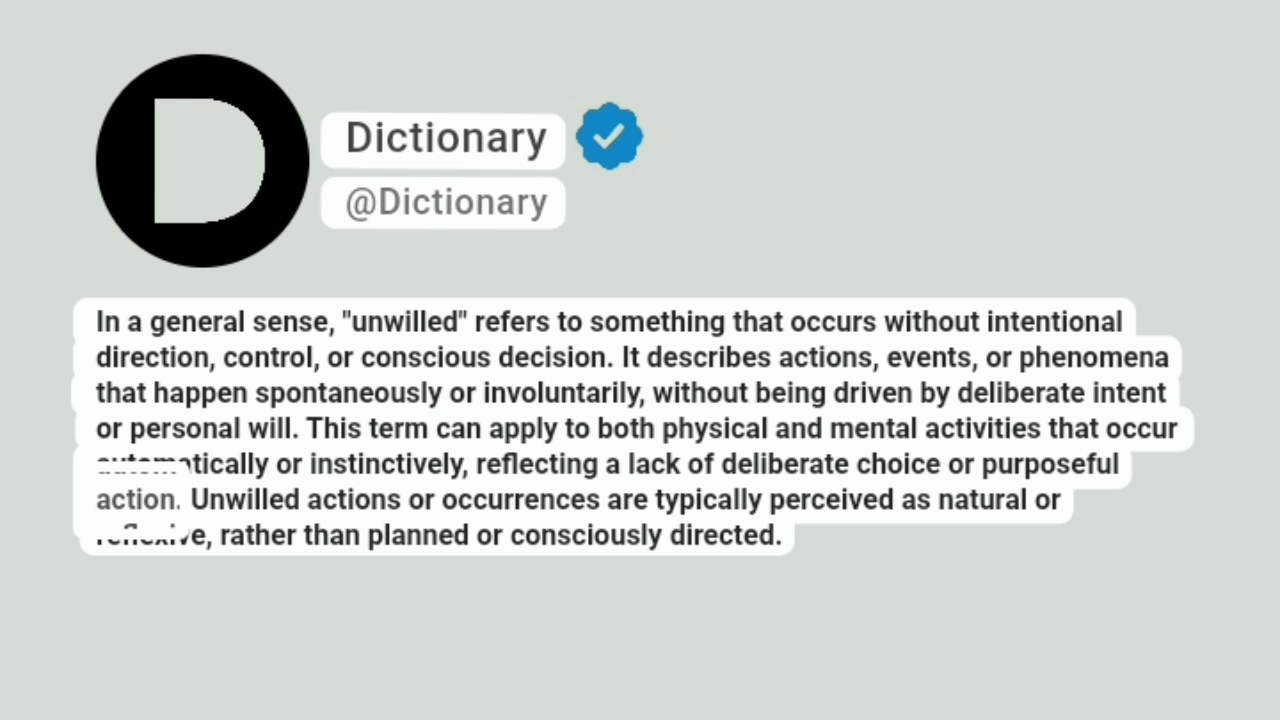 D
Dictionary
@Dictionary
In a general sense, "unwilled" refers to something that occurs without intentional
direction, control, or conscious decision. It describes actions, events, or phenomena
that happen spontaneously or involuntarily, without being driven by deliberate intent
or personal will. This term can apply to both physical and mental activities that occur
automatically or instinctively, reflecting a lack of deliberate choice or purposeful
action. Unwilled actions or occurrences are typically perceived as natural or
reflexive, rather than planned or consciously directed.